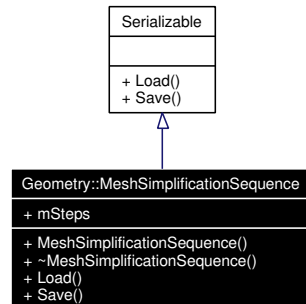 Serializable
+ Load()
+ Save()
Geometry::MeshSimplificationSequence
+ mSteps
+ MeshSimplificationSequence()
+ ~MeshSimplificationSequence()
+ Load()
+ Save()